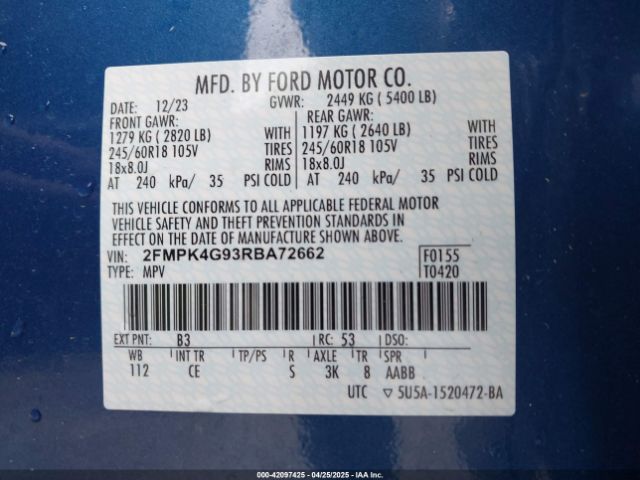 MFD. BY FORD MOTOR CO.
DATE: 12/23 GVWR: 2449 KG ( 5400 LB)
FRONT GAWR: REAR GAWR:
1279 KG ( 2820 LB) 1197 KG ( 2640 LB) WITH
245/60R18 105V TIRES 245/60R18 105V TIRES
18x8.0J RIMS 18x8.0J RIMS
AT 240 kPa/ 35 PSI COLD AT 240 kPa/ 35 PSI COLD
THIS VEHICLE CONFORMS TO ALL APPLICABLE FEDERAL MOTOR
VEHICLE SAFETY AND THEFT PREVENTION STANDARDS IN
EFFECT ON THE DATE OF MANUFACTURE SHOWN ABOVE.
VIN: 2FMPK4G93RBA72662 F0155
TYPE: MPV T0420
EXT PNT: B3 RC: 53 DSO:
WB INT TR TP/PS R AXLE TR SPR
112 CE S 3K 8 AABB
UTC ▽ 5U5A-1520472-BA
000-42097425 - 04/25/2025 - IAA Inc.